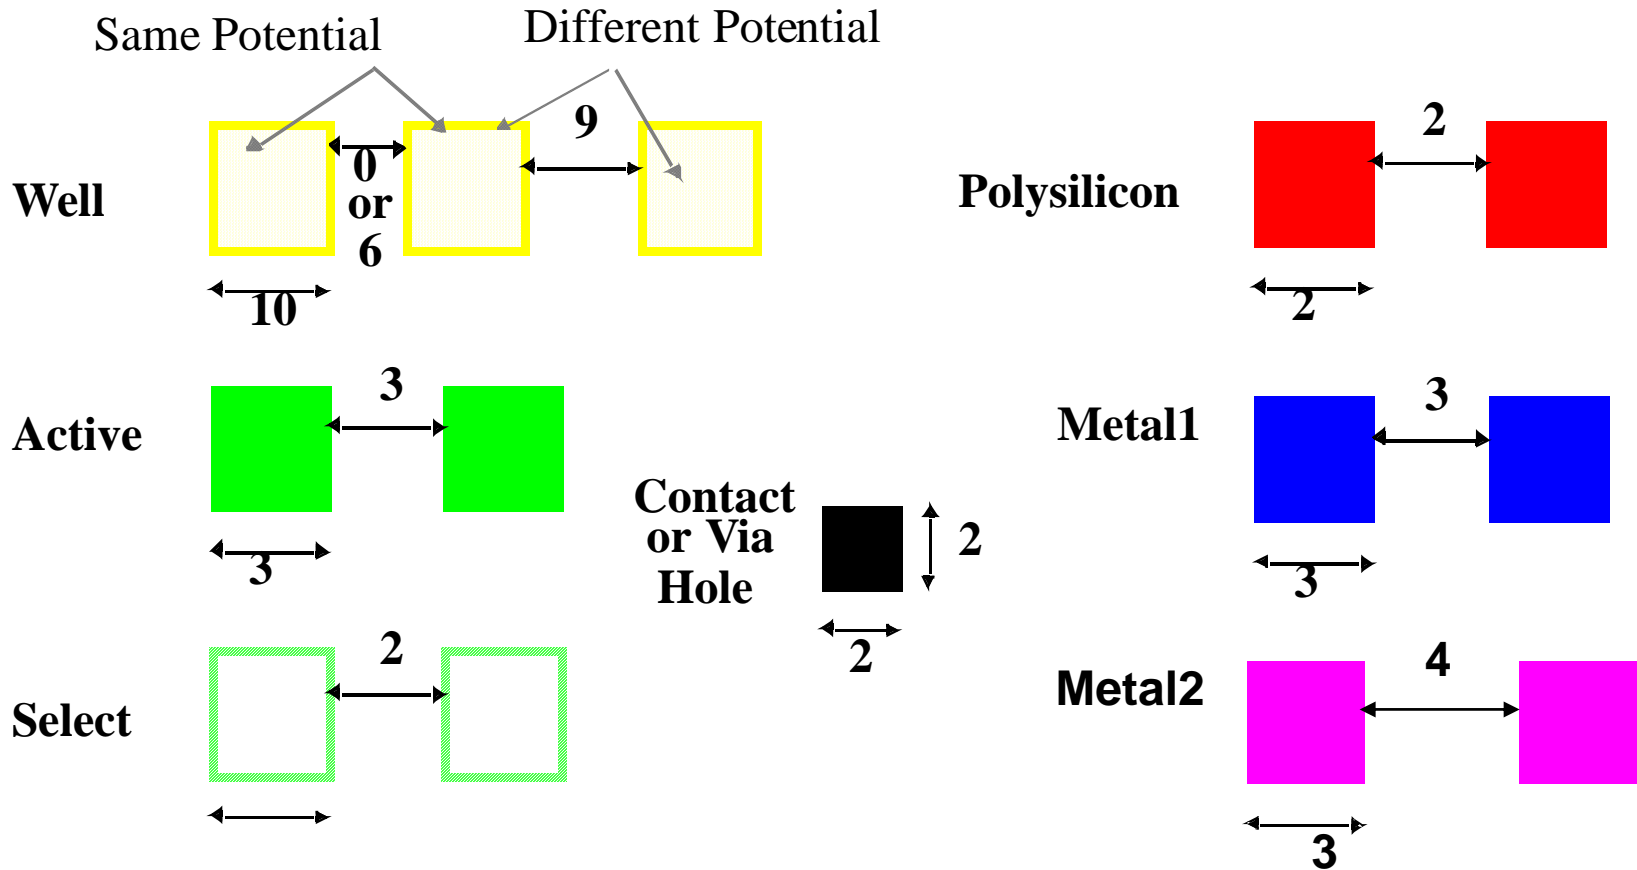 Same Potential
Different Potential
Well
0
or
6
9
10
Polysilicon
2
2
Active
3
3
Metal1
3
3
Contact
or Via
Hole
2
2
Select
2
Metal2
4
3